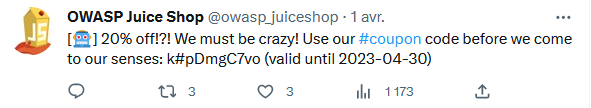 OWASP Juice Shop @owasp_juiceshop · 1 avr.
[🤖] 20% off!?! We must be crazy! Use our #coupon code before we come
to our senses: k#pDmgC7vo (valid until 2023-04-30)
3 3 1 173